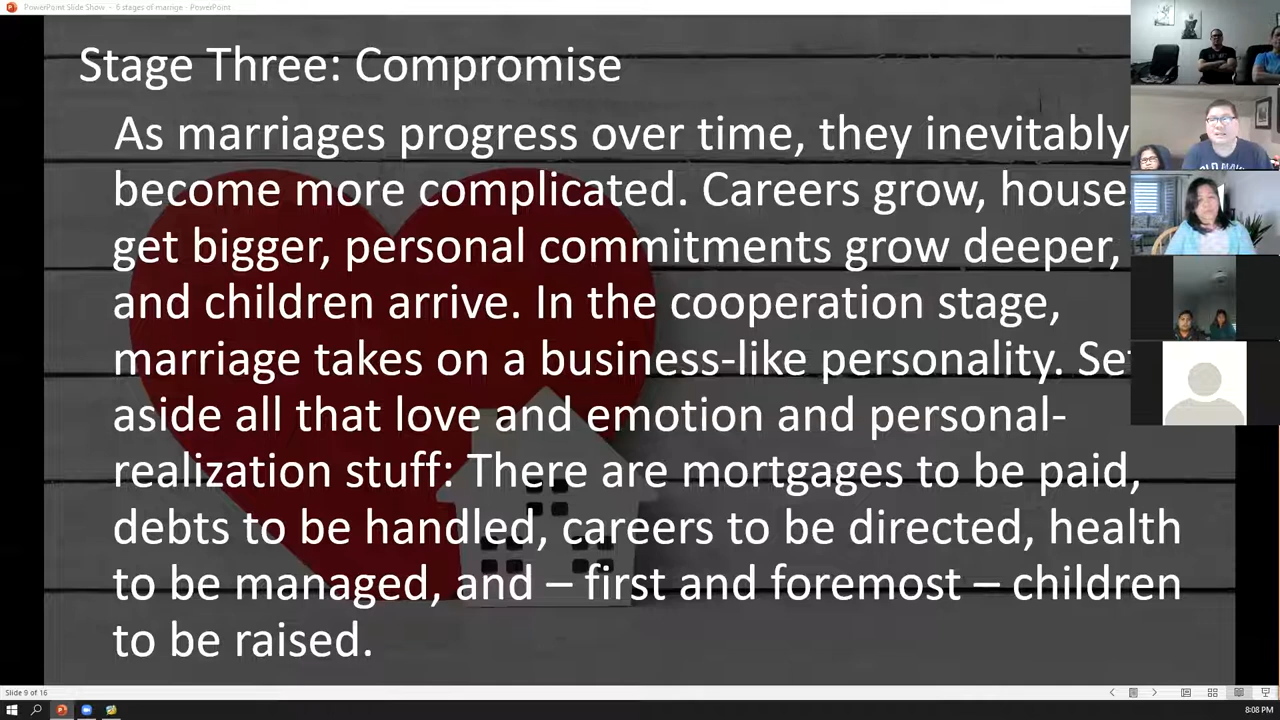 PowerPoint Slide Show - 6 stages of marrige - PowerPoint
Stage Three: Compromise
As marriages progress over time, they inevitably
become more complicated. Careers grow, house
get bigger, personal commitments grow deeper,
and children arrive. In the cooperation stage,
marriage takes on a business-like personality. Se
aside all that love and emotion and personal-
realization stuff: There are mortgages to be paid,
debts to be handled, careers to be directed, health
to be managed, and – first and foremost – children
to be raised.
Slide 9 of 16
8:08 PM